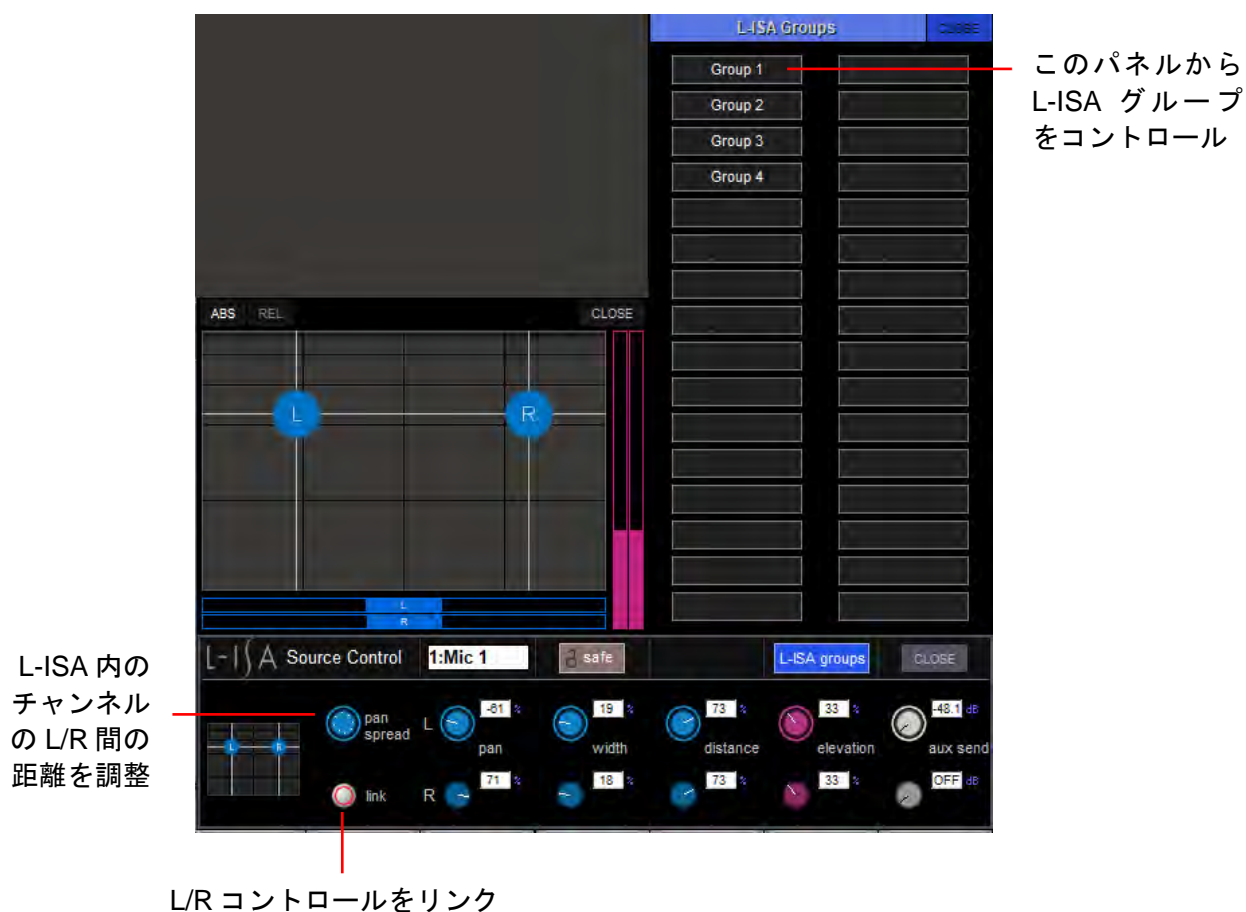 L-ISA Groups
CLOSE
Group 1
Group 2
Group 3
Group 4
このパネルから
L-ISA グループ
をコントロール
ABS REL
CLOSE
L
R
L
R
L-ISA 内の
チャンネル
の L/R 間の
距離を調整
L-ISA Source Control 1:Mic 1 safe L-ISA groups CLOSE
L R
pan spread L -61 % pan 19 % width 73 % distance 33 % elevation -48.1 dB aux send
link R 71 % 18 % 73 % 33 % OFF dB
L/R コントロールをリンク